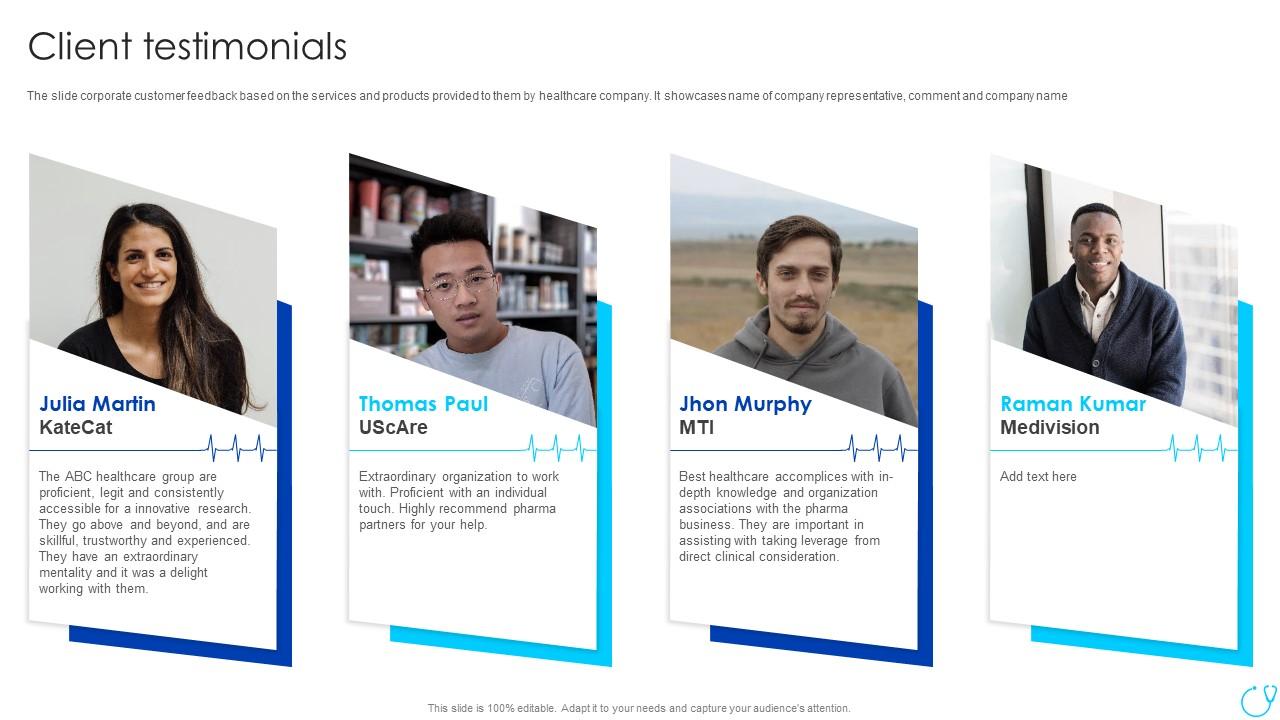 Client testimonials
The slide corporate customer feedback based on the services and products provided to them by healthcare company. It showcases name of company representative, comment and company name
Julia Martin
KateCat
The ABC healthcare group are
proficient, legit and consistently
accessible for a innovative research.
They go above and beyond, and are
skillful, trustworthy and experienced.
They have an extraordinary
mentality and it was a delight
working with them.
Thomas Paul
UScAre
Extraordinary organization to work
with. Proficient with an individual
touch. Highly recommend pharma
partners for your help.
Jhon Murphy
MTI
Best healthcare accomplices with in-
depth knowledge and organization
associations with the pharma
business. They are important in
assisting with taking leverage from
direct clinical consideration.
Raman Kumar
Medivision
Add text here
This slide is 100% editable. Adapt it to your needs and capture your audience's attention.